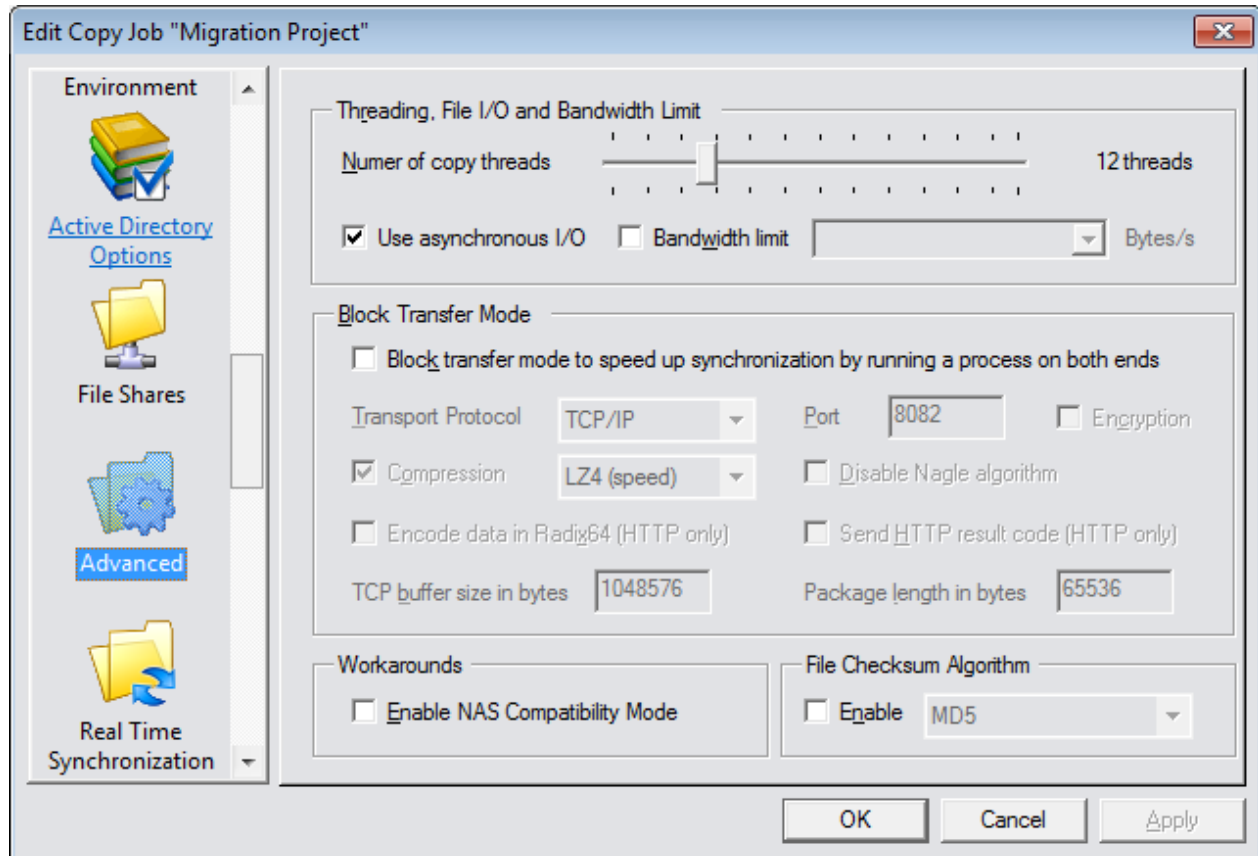 Edit Copy Job "Migration Project"
Environment
Active Directory
Options
File Shares
Advanced
Real Time
Synchronization
Threading, File I/O and Bandwidth Limit
Numer of copy threads
12 threads
Use asynchronous I/O
Bandwidth limit
Bytes/s
Block Transfer Mode
Block transfer mode to speed up synchronization by running a process on both ends
Transport Protocol
TCP/IP
Port
8082
Encryption
Compression
LZ4 (speed)
Disable Nagle algorithm
Encode data in Radix64 (HTTP only)
Send HTTP result code (HTTP only)
TCP buffer size in bytes
1048576
Package length in bytes
65536
Workarounds
Enable NAS Compatibility Mode
File Checksum Algorithm
Enable
MD5
OK
Cancel
Apply